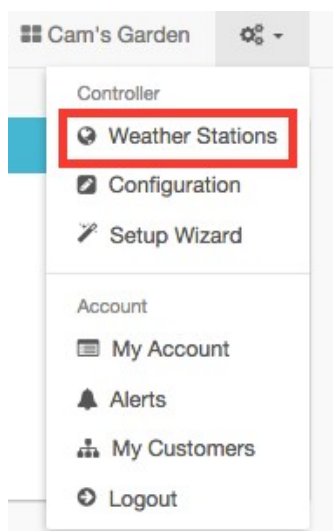 Cam's Garden
Controller
Weather Stations
Configuration
Setup Wizard
Account
My Account
Alerts
My Customers
Logout